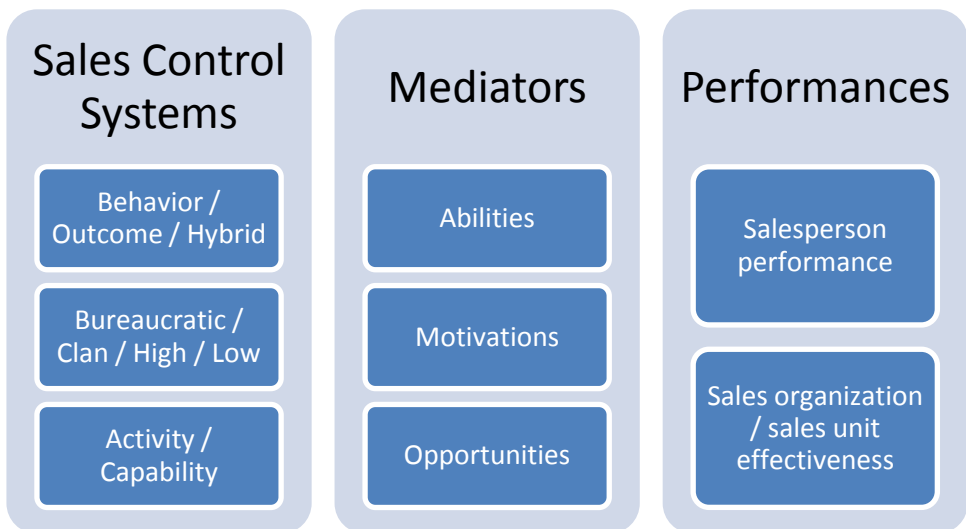 Sales Control
Systems
Behavior /
Outcome / Hybrid
Bureaucratic /
Clan / High / Low
Activity /
Capability
Mediators
Abilities
Motivations
Opportunities
Performances
Salesperson
performance
Sales organization
/ sales unit
effectiveness